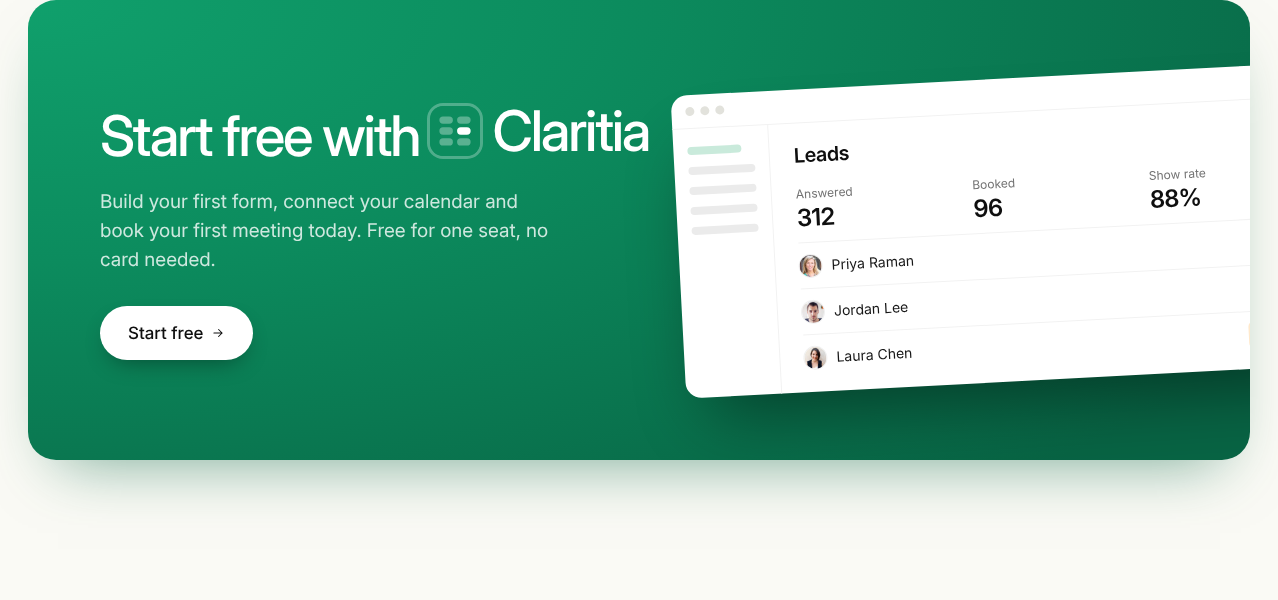 Start free with Claritia
Build your first form, connect your calendar and
book your first meeting today. Free for one seat, no
card needed.
Start free →
Leads
Answered
312
Booked
96
Show rate
88%
Priya Raman
Jordan Lee
Laura Chen